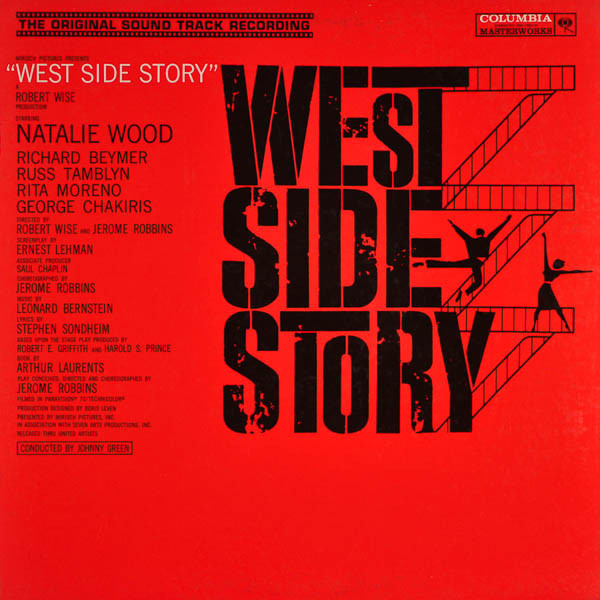 THE ORIGINAL SOUND TRACK RECORDING
COLUMBIA
MASTERWORKS
MIRISCH PICTURES PRESENTS
"WEST SIDE STORY"
A
ROBERT WISE
PRODUCTION
STARRING
NATALIE WOOD
RICHARD BEYMER
RUSS TAMBLYN
RITA MORENO
GEORGE CHAKIRIS
DIRECTED BY
ROBERT WISE AND JEROME ROBBINS
SCREENPLAY BY
ERNEST LEHMAN
ASSOCIATE PRODUCER
SAUL CHAPLIN
CHOREOGRAPHED BY
JEROME ROBBINS
MUSIC BY
LEONARD BERNSTEIN
LYRICS BY
STEPHEN SONDHEIM
BASED UPON THE STAGE PLAY PRODUCED BY
ROBERT E. GRIFFITH AND HAROLD S. PRINCE
BOOK BY
ARTHUR LAURENTS
PLAY CONCEIVED, DIRECTED AND CHOREOGRAPHED BY
JEROME ROBBINS
FILMED IN PANAVISION® 70/TECHNICOLOR®
PRODUCTION DESIGNED BY BORIS LEVEN
PRESENTED BY MIRISCH PICTURES, INC.
IN ASSOCIATION WITH SEVEN ARTS PRODUCTIONS, INC.
RELEASED THRU UNITED ARTISTS
CONDUCTED BY JOHNNY GREEN
WEST
SIDE
STORY